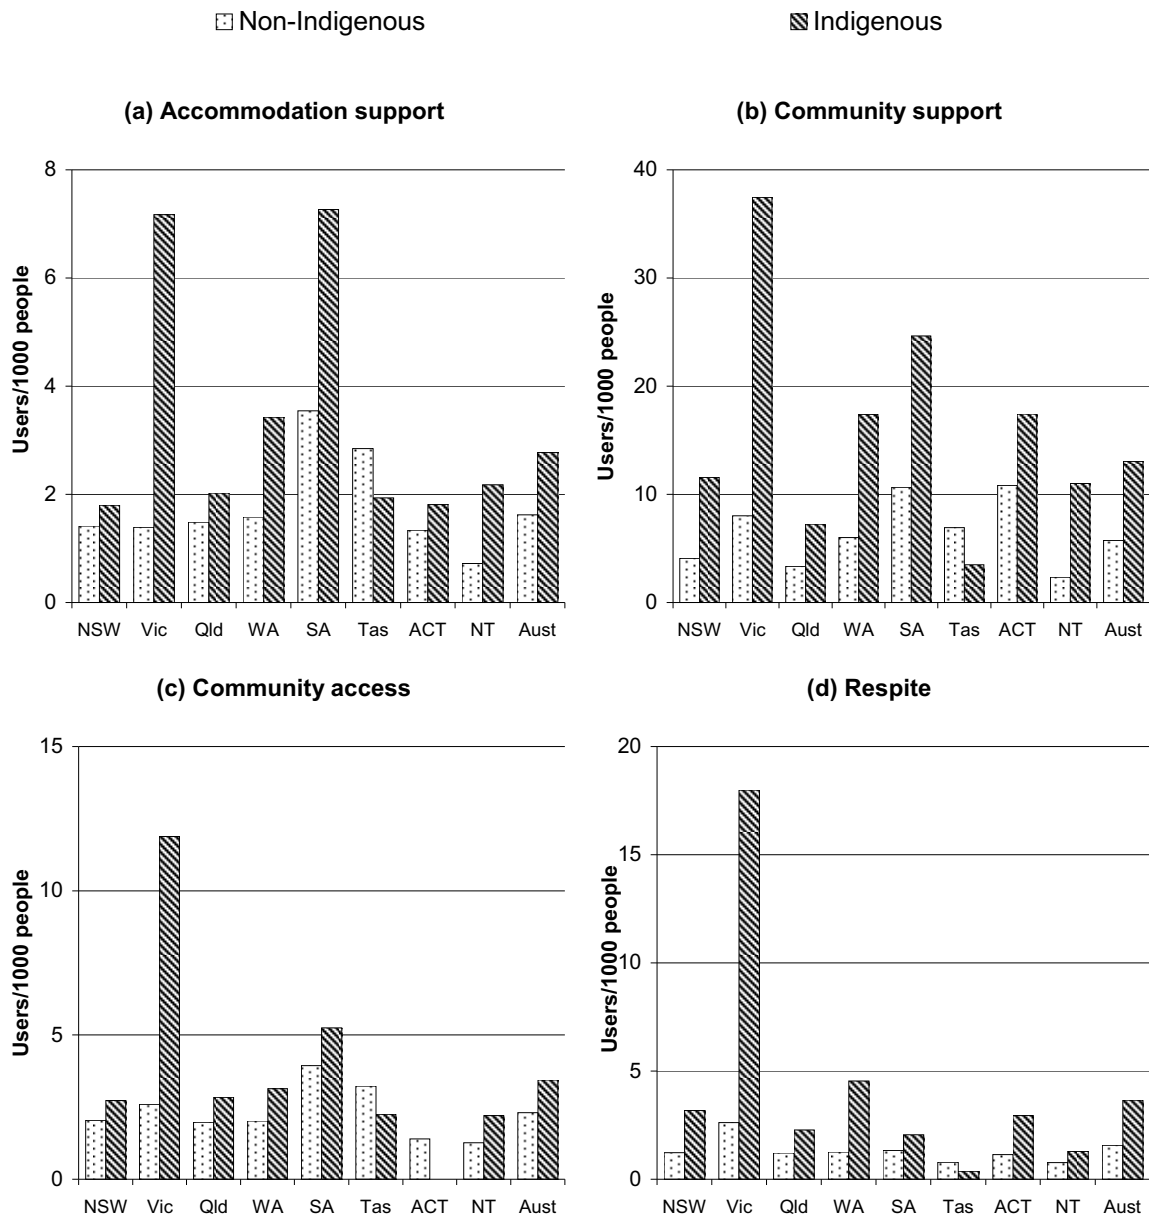 Non-Indigenous Indigenous
(a) Accommodation support
Users/1000 people
8
6
4
2
0
NSW Vic Qld WA SA Tas ACT NT Aust
(b) Community support
Users/1000 people
40
30
20
10
0
NSW Vic Qld WA SA Tas ACT NT Aust
(c) Community access
Users/1000 people
15
10
5
0
NSW Vic Qld WA SA Tas ACT NT Aust
(d) Respite
Users/1000 people
20
15
10
5
0
NSW Vic Qld WA SA Tas ACT NT Aust